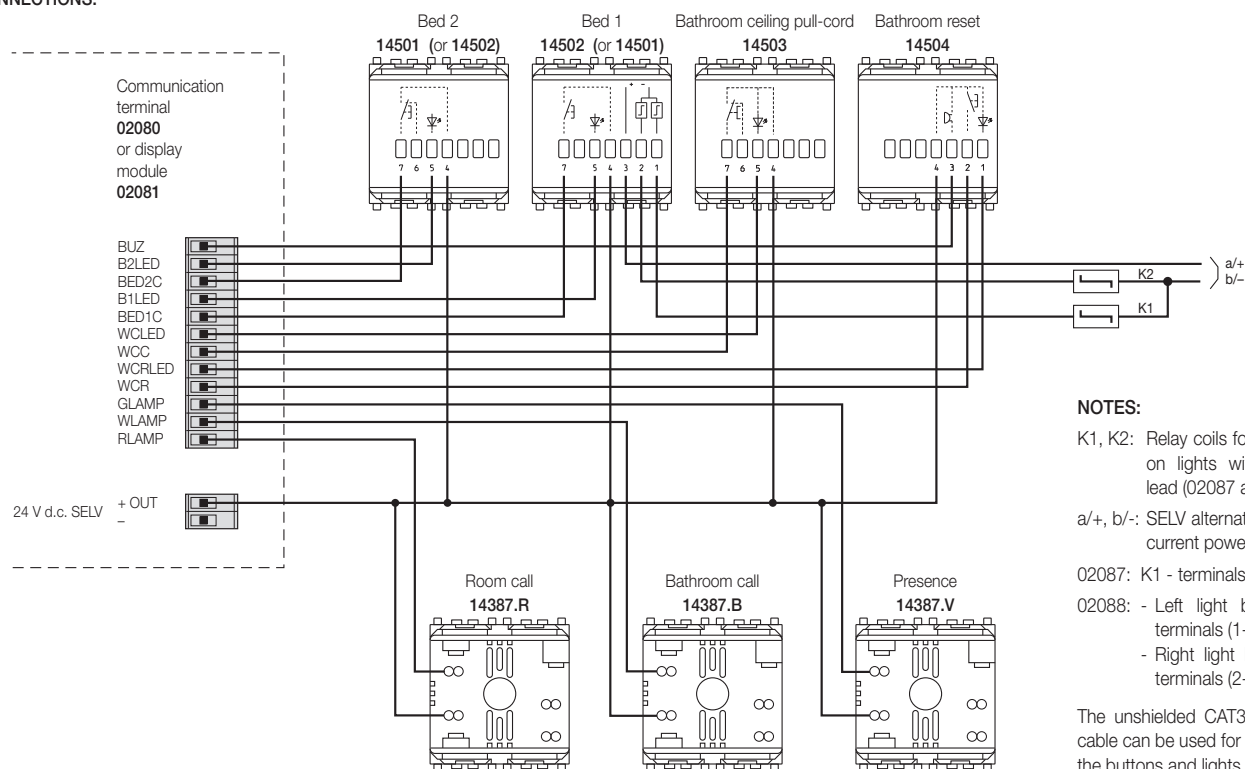 NNECTIONS:
Bed 2
14501 (or 14502)
Bed 1
14502 (or 14501)
Bathroom ceiling pull-cord
14503
Bathroom reset
14504
Communication
terminal
02080
or display
module
02081
+ -
7 6 5 4
7 5 4 3 2 1
7 6 5 4
4 3 2 1
BUZ
B2LED
BED2C
B1LED
BED1C
WCLED
WCC
WCRLED
WCR
GLAMP
WLAMP
RLAMP
a/+
b/–
K2
K1
24 V d.c. SELV
+ OUT
–
Room call
14387.R
Bathroom call
14387.B
Presence
14387.V
NOTES:
K1, K2: Relay coils fo
on lights wi
lead (02087 a
a/+, b/-: SELV alternat
current powe
02087: K1 - terminals
02088: - Left light b
terminals (1-
- Right light
terminals (2-
The unshielded CAT3
cable can be used for
the buttons and lights